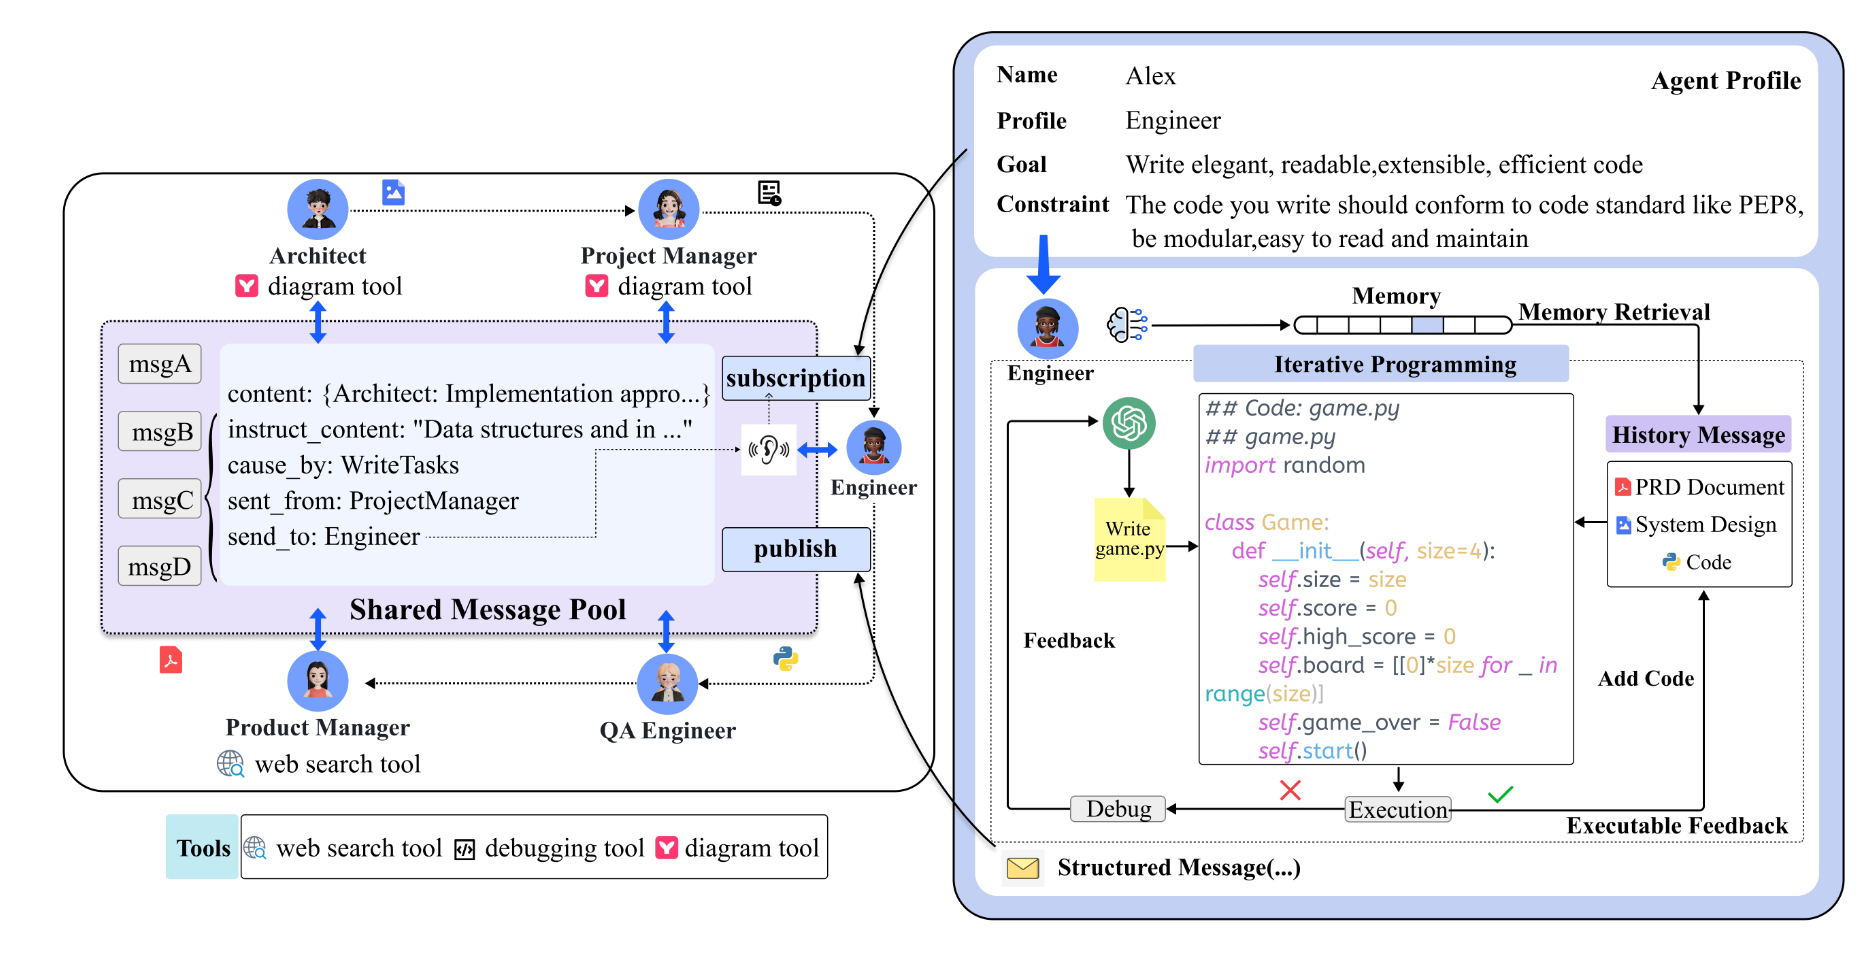 Architect
diagram tool
Project Manager
diagram tool
msgA
msgB
msgC
msgD
content: {Architect: Implementation appro...}
instruct_content: "Data structures and in ..."
cause_by: WriteTasks
sent_from: ProjectManager
send_to: Engineer
subscription
publish
Engineer
Shared Message Pool
Product Manager
web search tool
QA Engineer
Tools
web search tool
debugging tool
diagram tool
Agent Profile
Name Alex
Profile Engineer
Goal Write elegant, readable,extensible, efficient code
Constraint The code you write should conform to code standard like PEP8,
be modular,easy to read and maintain
Engineer
Memory
Memory Retrieval
Iterative Programming
## Code: game.py
## game.py
import random
class Game:
def __init__(self, size=4):
self.size = size
self.score = 0
self.high_score = 0
self.board = [[0]*size for _ in
range(size)]
self.game_over = False
self.start()
Write
game.py
Feedback
History Message
PRD Document
System Design
Code
Add Code
Debug
Execution
Executable Feedback
Structured Message(...)